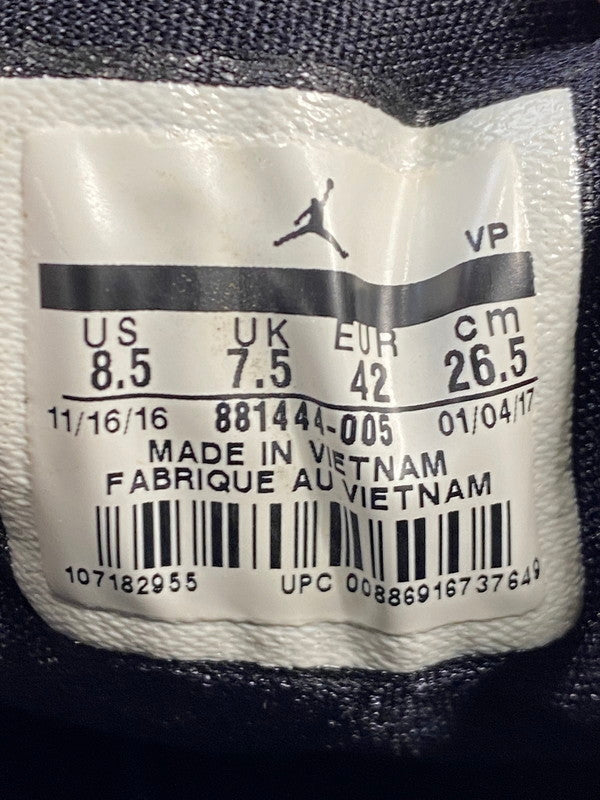 VP
US UK EUR cm
8.5 7.5 42 26.5
11/16/16 881444-005 01/04/17
MADE IN VIETNAM
FABRIQUE AU VIETNAM
107182955 UPC 00886916737649